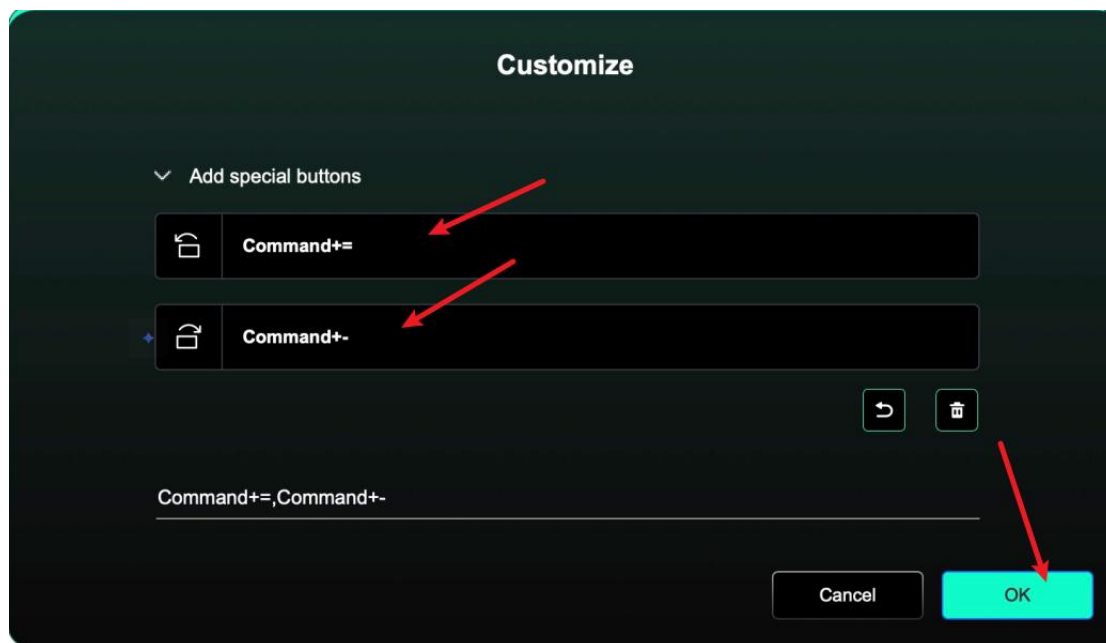 Customize
Add special buttons
Command+=
Command+-
Command+=,Command+-
Cancel
OK